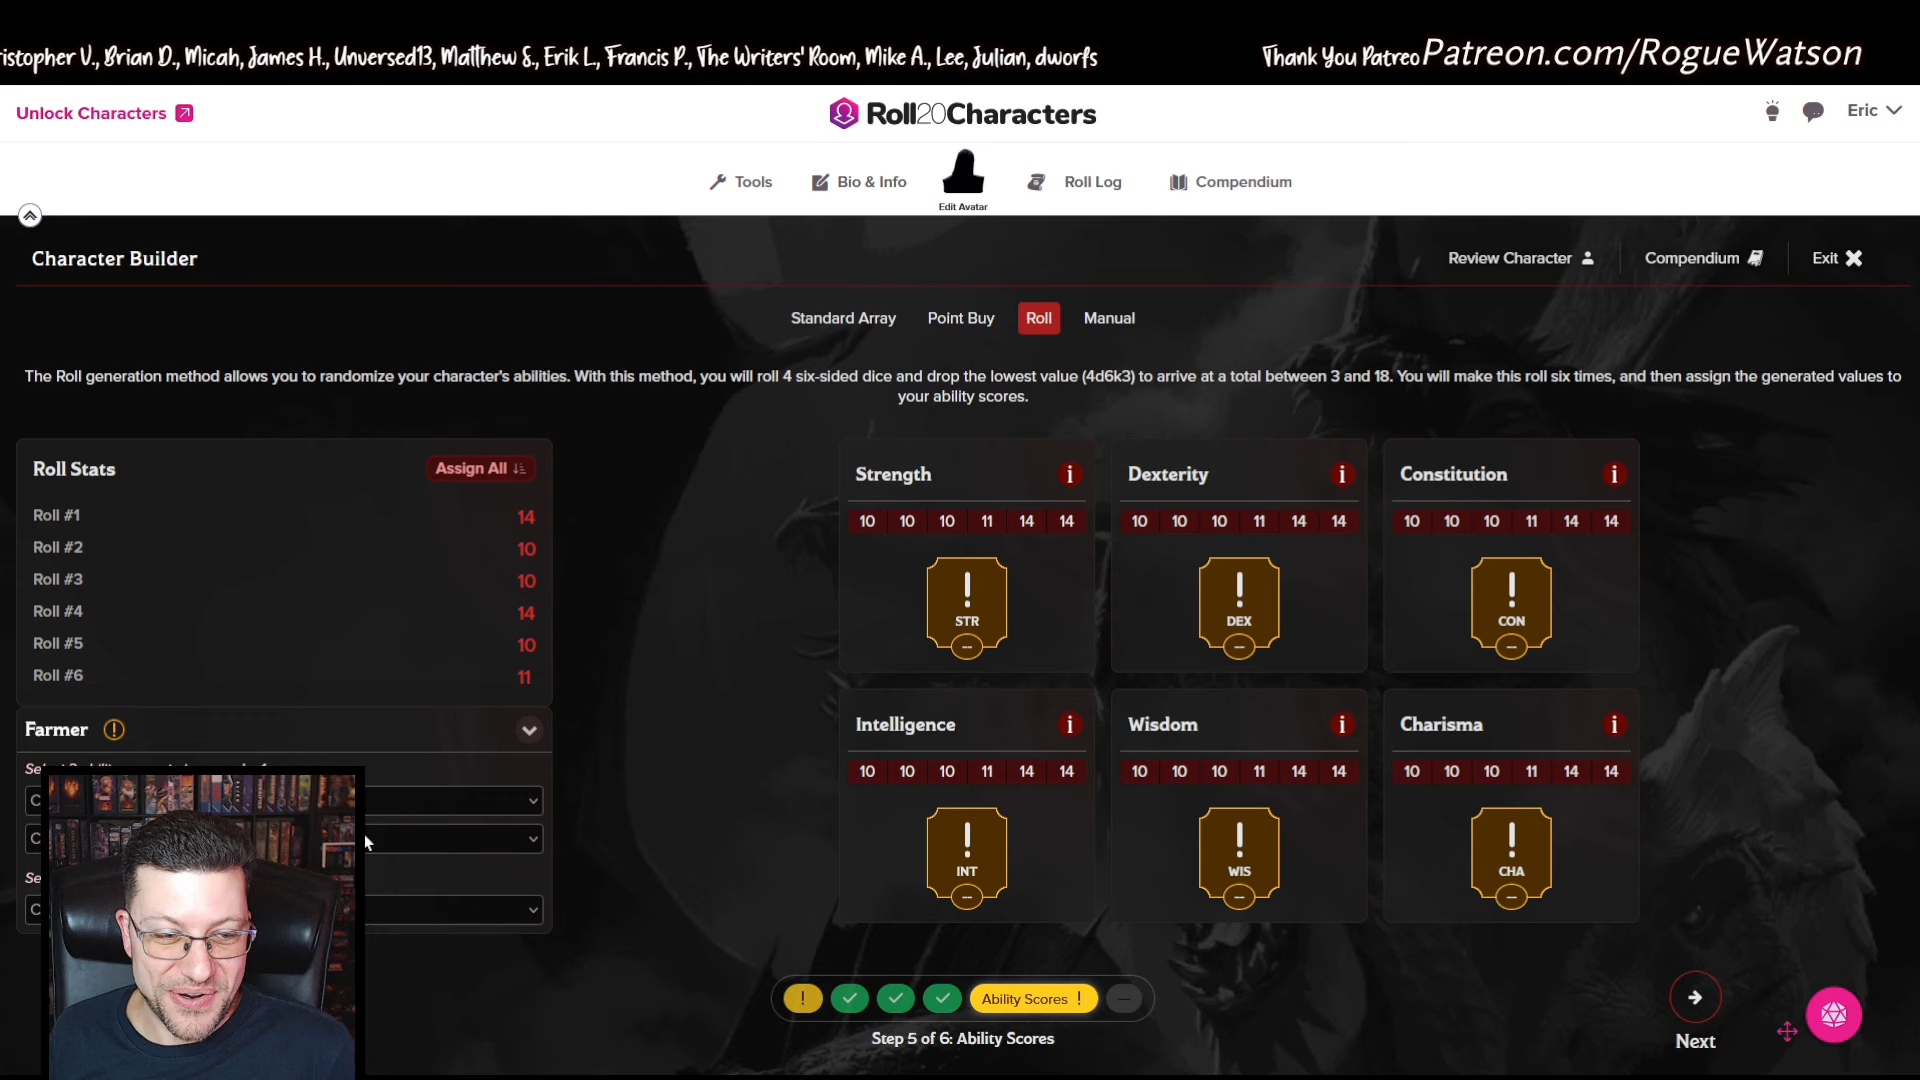 istopher V., Brian D., Micah, James H., Unversed13, Matthew S., Erik L., Francis P., The Writers' Room, Mike A., Lee, Julian, dworfs
Thank You Patreo
Patreon.com/RogueWatson
Unlock Characters
Roll20Characters
Eric
Tools
Bio & Info
Edit Avatar
Roll Log
Compendium
Character Builder
Review Character
Compendium
Exit
Standard Array
Point Buy
Roll
Manual
The Roll generation method allows you to randomize your character's abilities. With this method, you will roll 4 six-sided dice and drop the lowest value (4d6k3) to arrive at a total between 3 and 18. You will make this roll six times, and then assign the generated values to
your ability scores.
Roll Stats
Assign All
Roll #1 14
Roll #2 10
Roll #3 10
Roll #4 14
Roll #5 10
Roll #6 11
Farmer
Strength
10 10 10 11 14 14
!
STR
--
Dexterity
10 10 10 11 14 14
!
DEX
--
Constitution
10 10 10 11 14 14
!
CON
--
Intelligence
10 10 10 11 14 14
!
INT
--
Wisdom
10 10 10 11 14 14
!
WIS
--
Charisma
10 10 10 11 14 14
!
CHA
--
Ability Scores !
Step 5 of 6: Ability Scores
Next